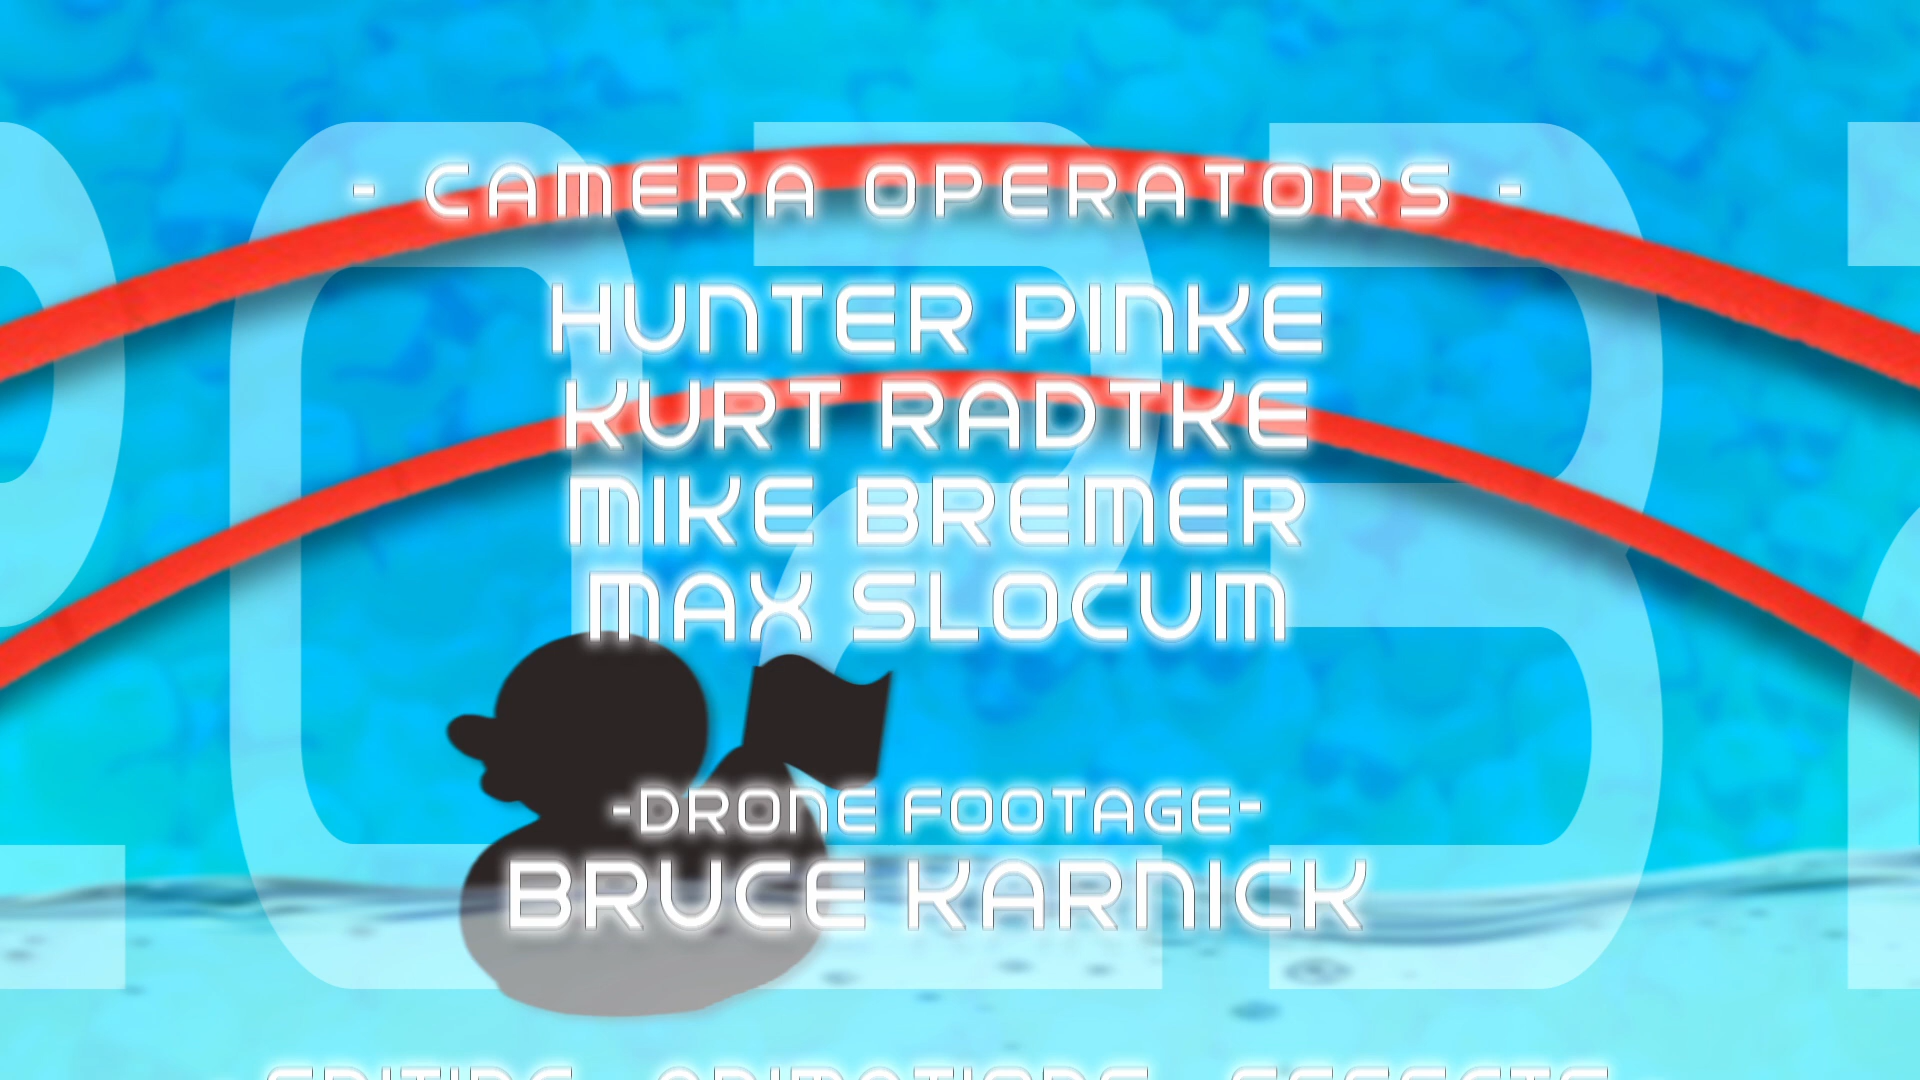 - CAMERA OPERATORS -
HUNTER PINKE
KURT RADTKE
MIKE BREMER
MAX SLOCUM
-DRONE FOOTAGE-
BRUCE KARNICK